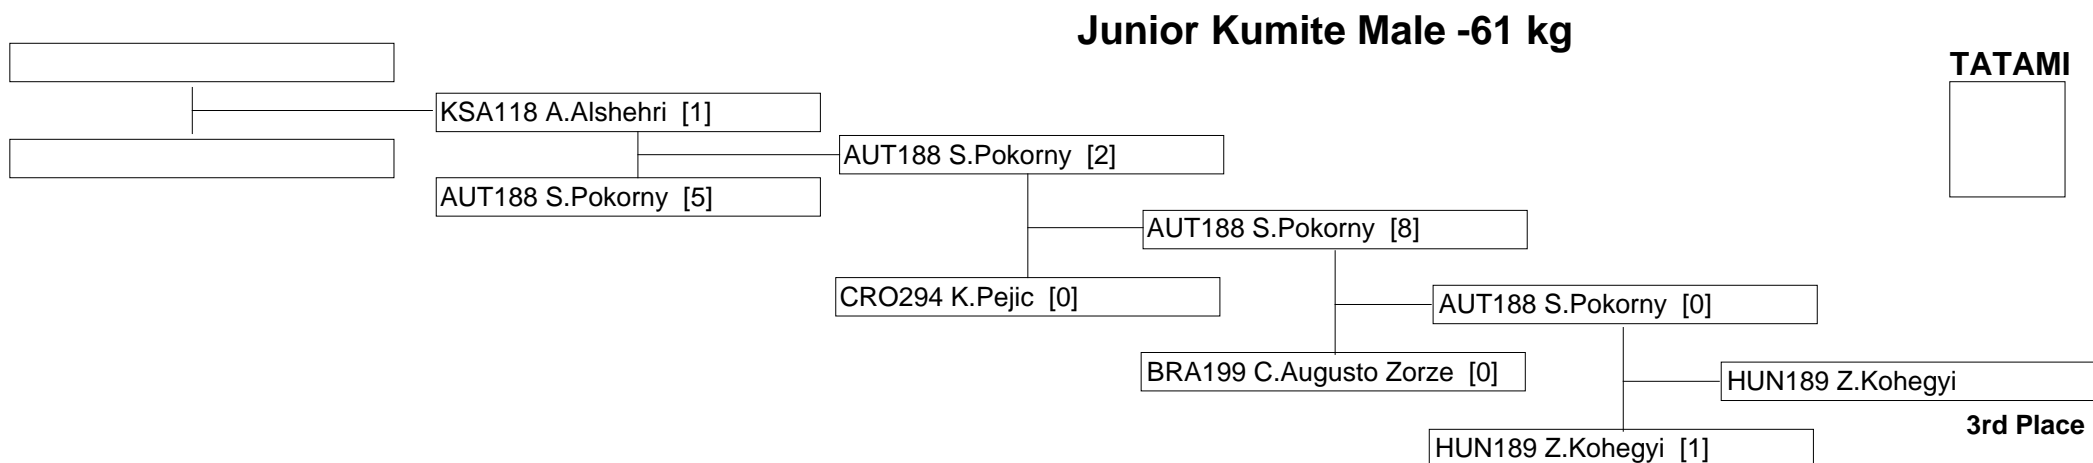 Junior Kumite Male -61 kg
TATAMI
KSA118 A.Alshehri [1]
AUT188 S.Pokorny [2]
AUT188 S.Pokorny [5]
AUT188 S.Pokorny [8]
CRO294 K.Pejic [0]
AUT188 S.Pokorny [0]
BRA199 C.Augusto Zorze [0]
HUN189 Z.Kohegyi
3rd Place
HUN189 Z.Kohegyi [1]